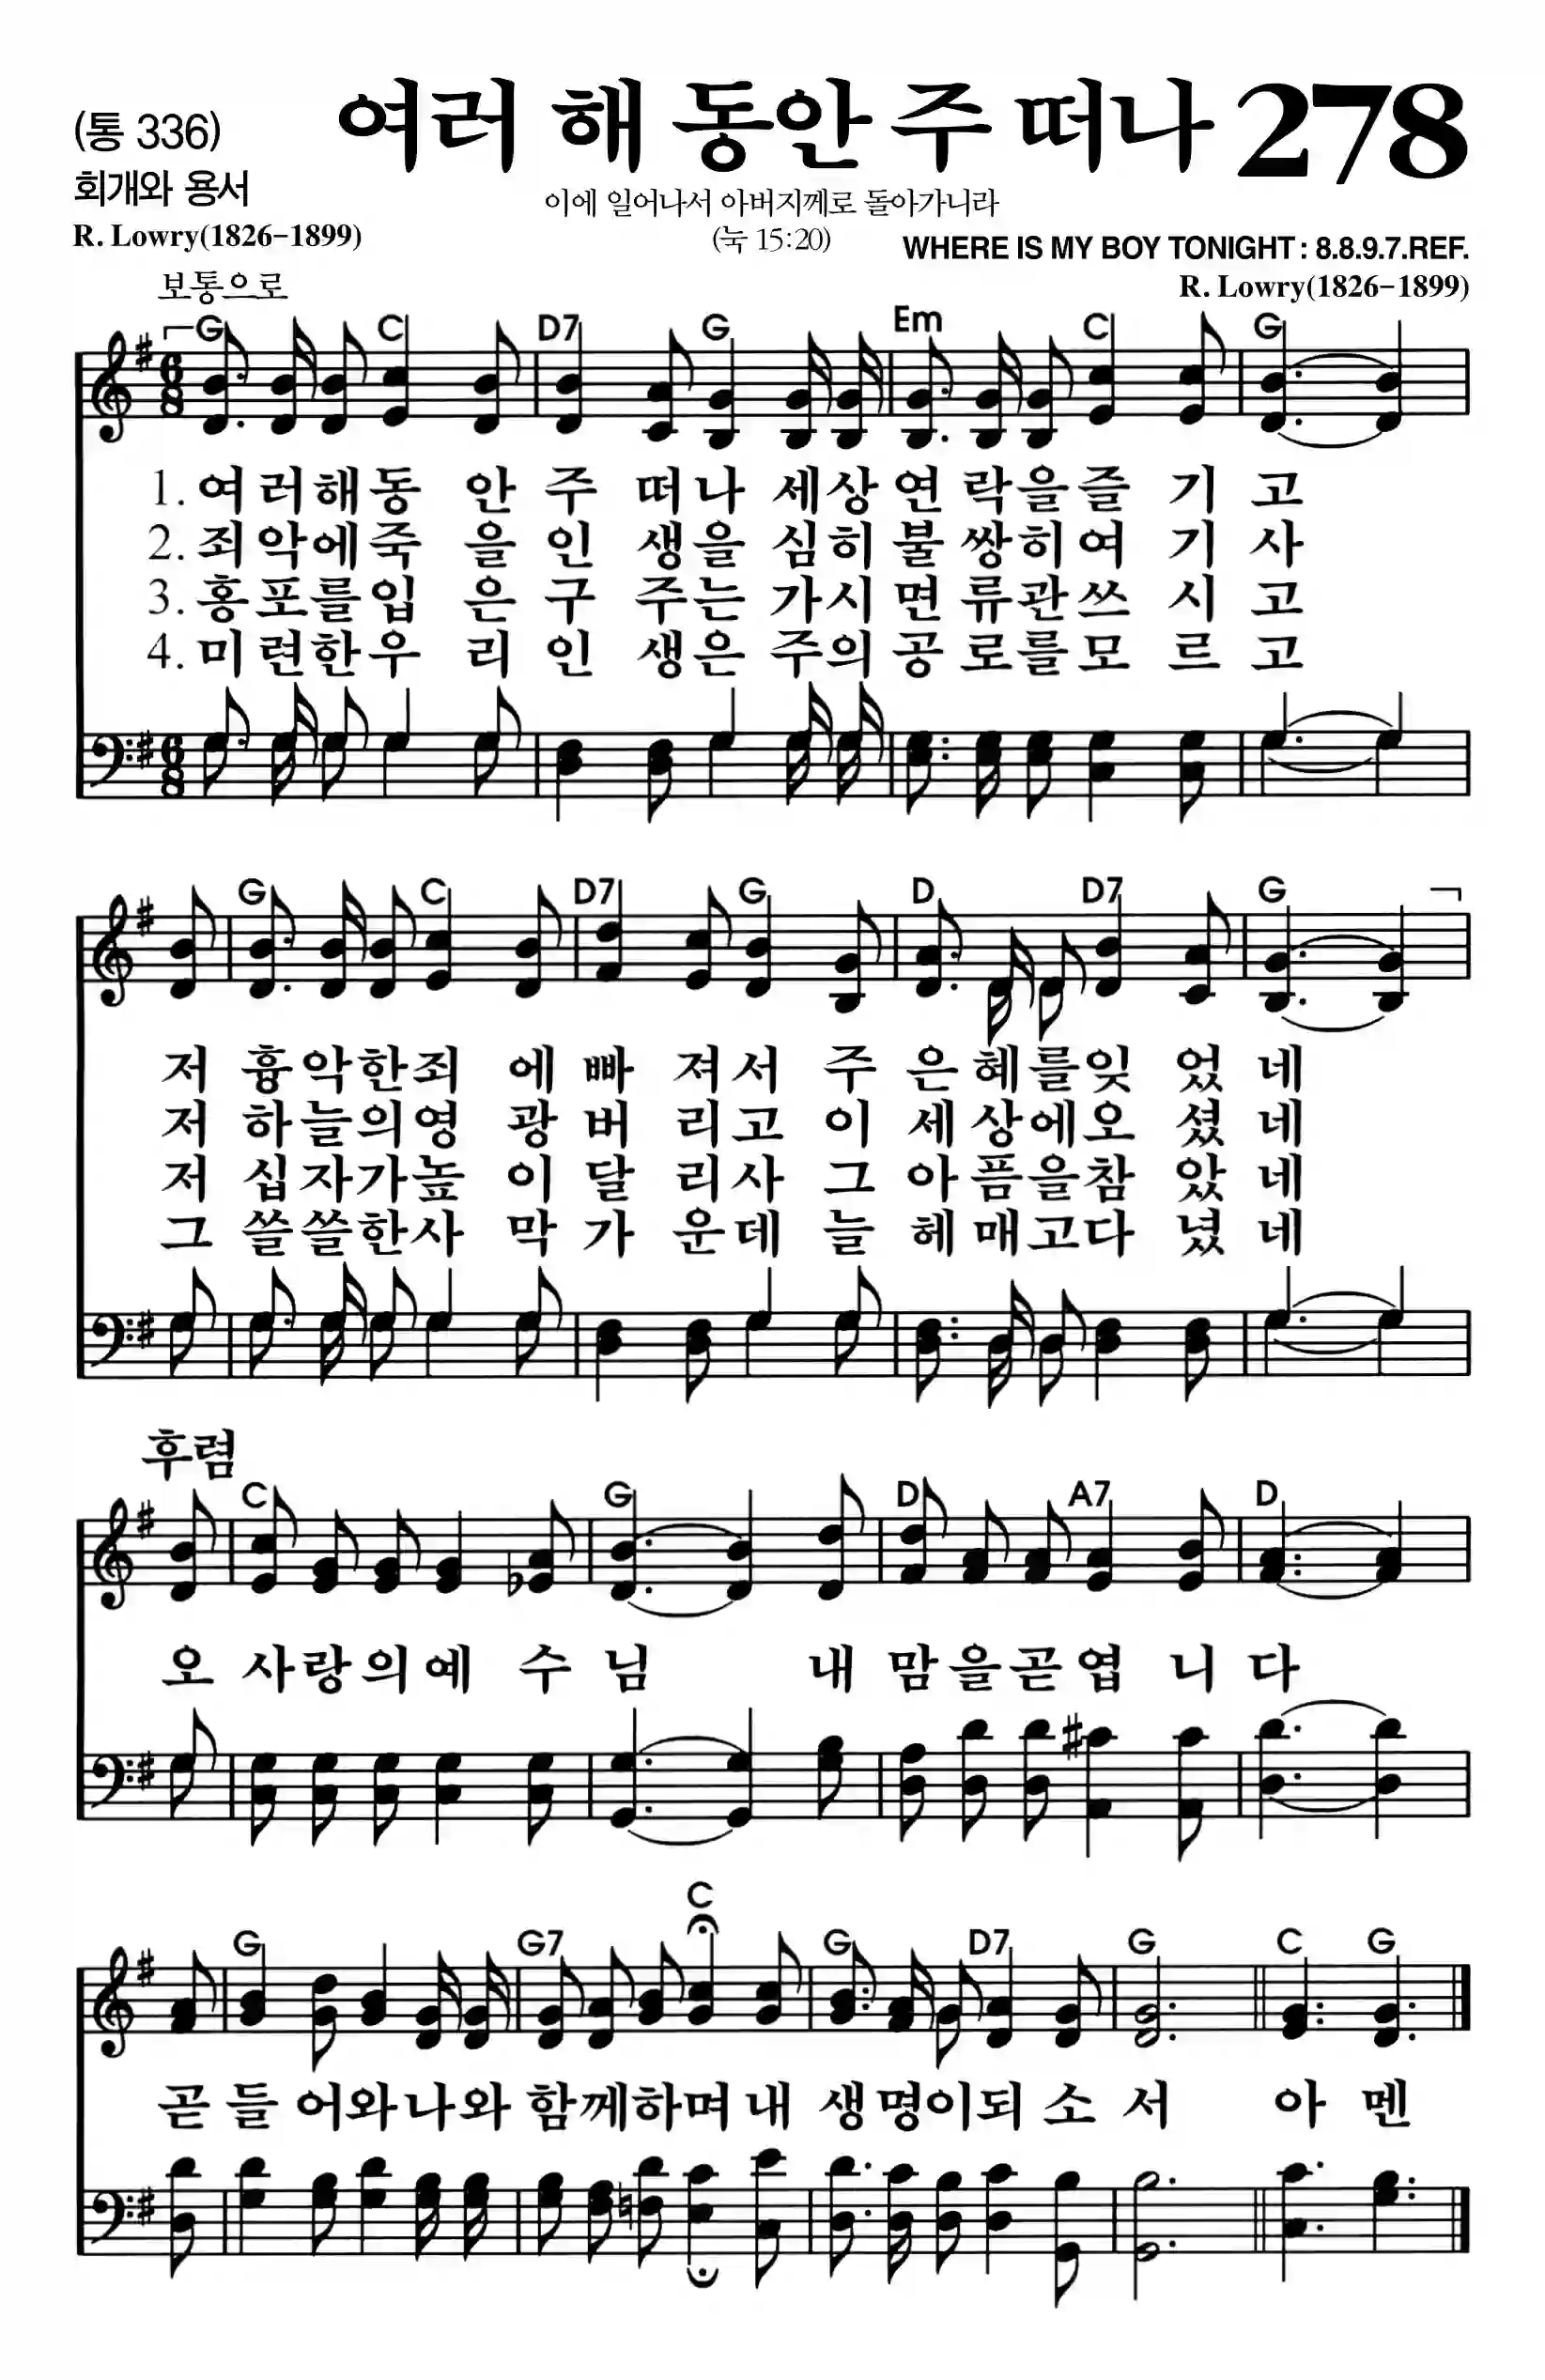 (통 336)
여러 해 동안 주 떠나 278
회개와 용서
이에 일어나서 아버지께로 돌아가니라
R. Lowry(1826-1899)
(눅 15:20)
WHERE IS MY BOY TONIGHT : 8.8.9.7.REF.
보통으로
R. Lowry(1826-1899)
G C D7 G Em C G
1. 여러해동 안 주 떠나 세상 연 락을즐 기 고
2. 죄악에죽 을 인 생을 심히 불 쌍히여 기 사
3. 홍포를입 은 구 주는 가시 면 류관쓰 시 고
4. 미련한우 리 인 생은 주의 공 로를모 르 고
G C D7 G D D7 G
저 흉악한죄 에 빠 져서 주 은혜를잊 었 네
저 하늘의영 광 버 리고 이 세상에오 셨 네
저 십자가높 이 달 리사 그 아픔을참 았 네
그 쓸쓸한사 막 가 운데 늘 헤매고다 녔 네
후렴
C G D A7 D
오 사랑의예 수 님 내 맘을곧엽 니 다
C
G G7 G D7 G C G
곧 들 어와나와 함께하며 내 생명이되 소 서 아 멘